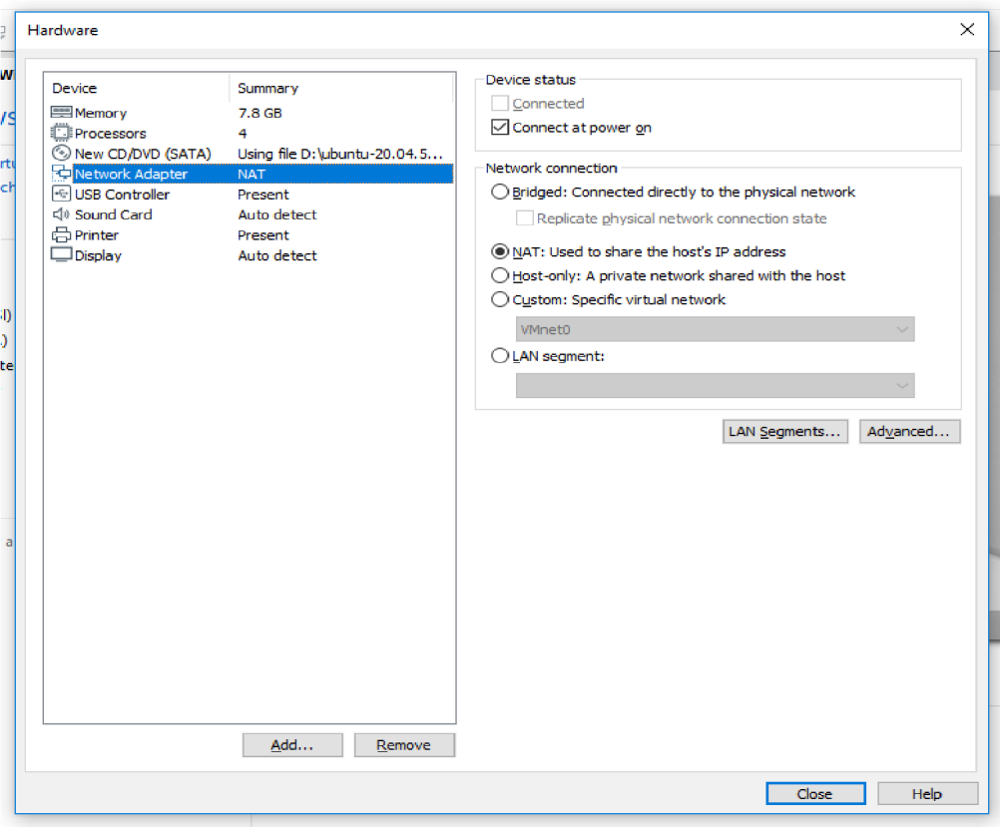 Hardware
Device Summary
Memory 7.8 GB
Processors 4
New CD/DVD (SATA) Using file D:\ubuntu-20.04.5...
Network Adapter NAT
USB Controller Present
Sound Card Auto detect
Printer Present
Display Auto detect
Add... Remove
Device status
Connected
Connect at power on
Network connection
Bridged: Connected directly to the physical network
Replicate physical network connection state
NAT: Used to share the host's IP address
Host-only: A private network shared with the host
Custom: Specific virtual network
VMnet0
LAN segment:
LAN Segments... Advanced...
Close Help